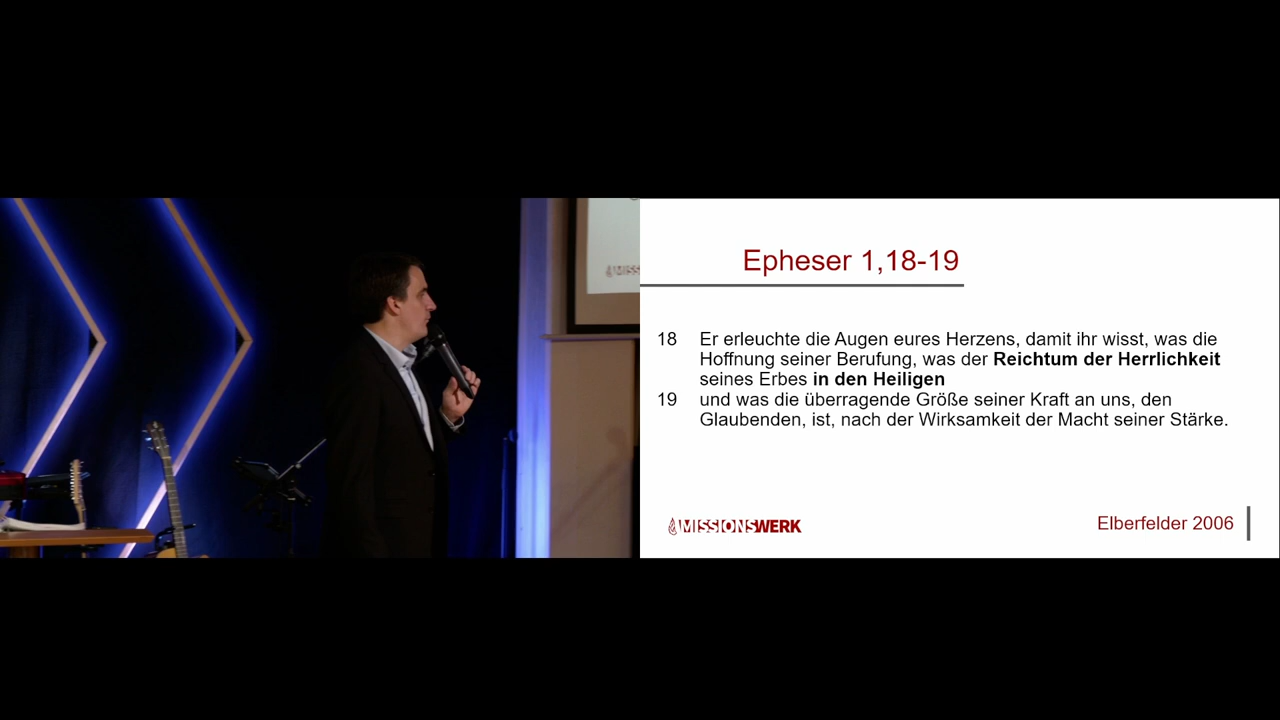 Epheser 1,18-19
18 Er erleuchte die Augen eures Herzens, damit ihr wisst, was die
Hoffnung seiner Berufung, was der Reichtum der Herrlichkeit
seines Erbes in den Heiligen
19 und was die überragende Größe seiner Kraft an uns, den
Glaubenden, ist, nach der Wirksamkeit der Macht seiner Stärke.
MISSIONSWERK
Elberfelder 2006